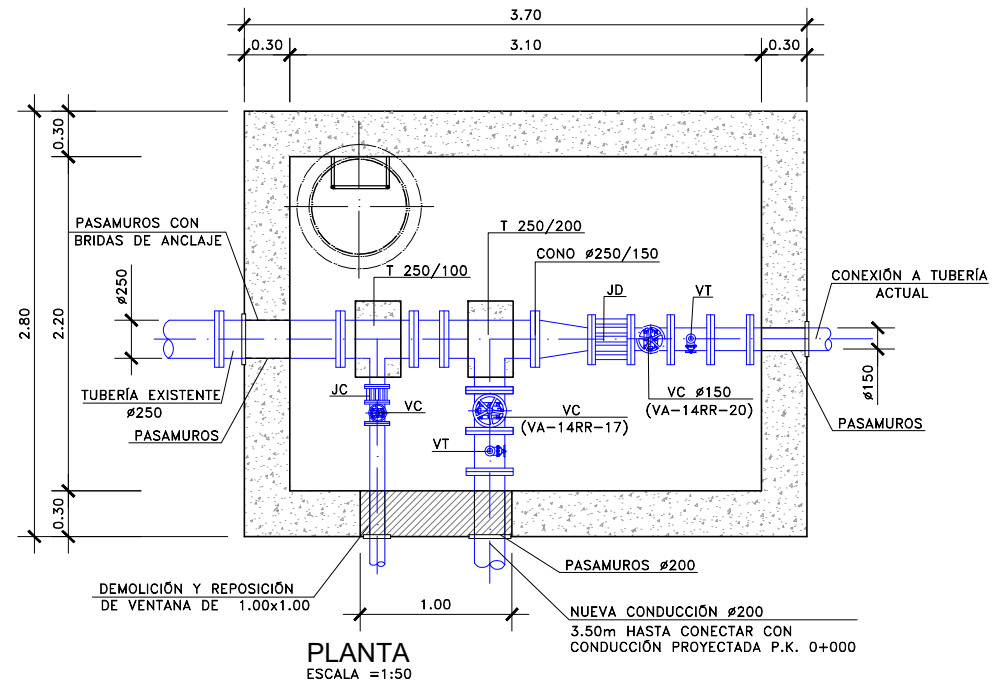 3.70
0.30
3.10
0.30
0.30
2.80
2.20
0.30
PASAMUROS CON
BRIDAS DE ANCLAJE
ø250
T 250/100
T 250/200
CONO ø250/150
JD
VT
CONEXIÓN A TUBERÍA
ACTUAL
ø150
TUBERÍA EXISTENTE
ø250
PASAMUROS
JC
VC
VC
(VA-14RR-17)
VT
VC ø150
(VA-14RR-20)
PASAMUROS
DEMOLICIÓN Y REPOSICIÓN
DE VENTANA DE 1.00x1.00
1.00
PASAMUROS ø200
NUEVA CONDUCCIÓN ø200
3.50m HASTA CONECTAR CON
CONDUCCIÓN PROYECTADA P.K. 0+000
PLANTA
ESCALA =1:50